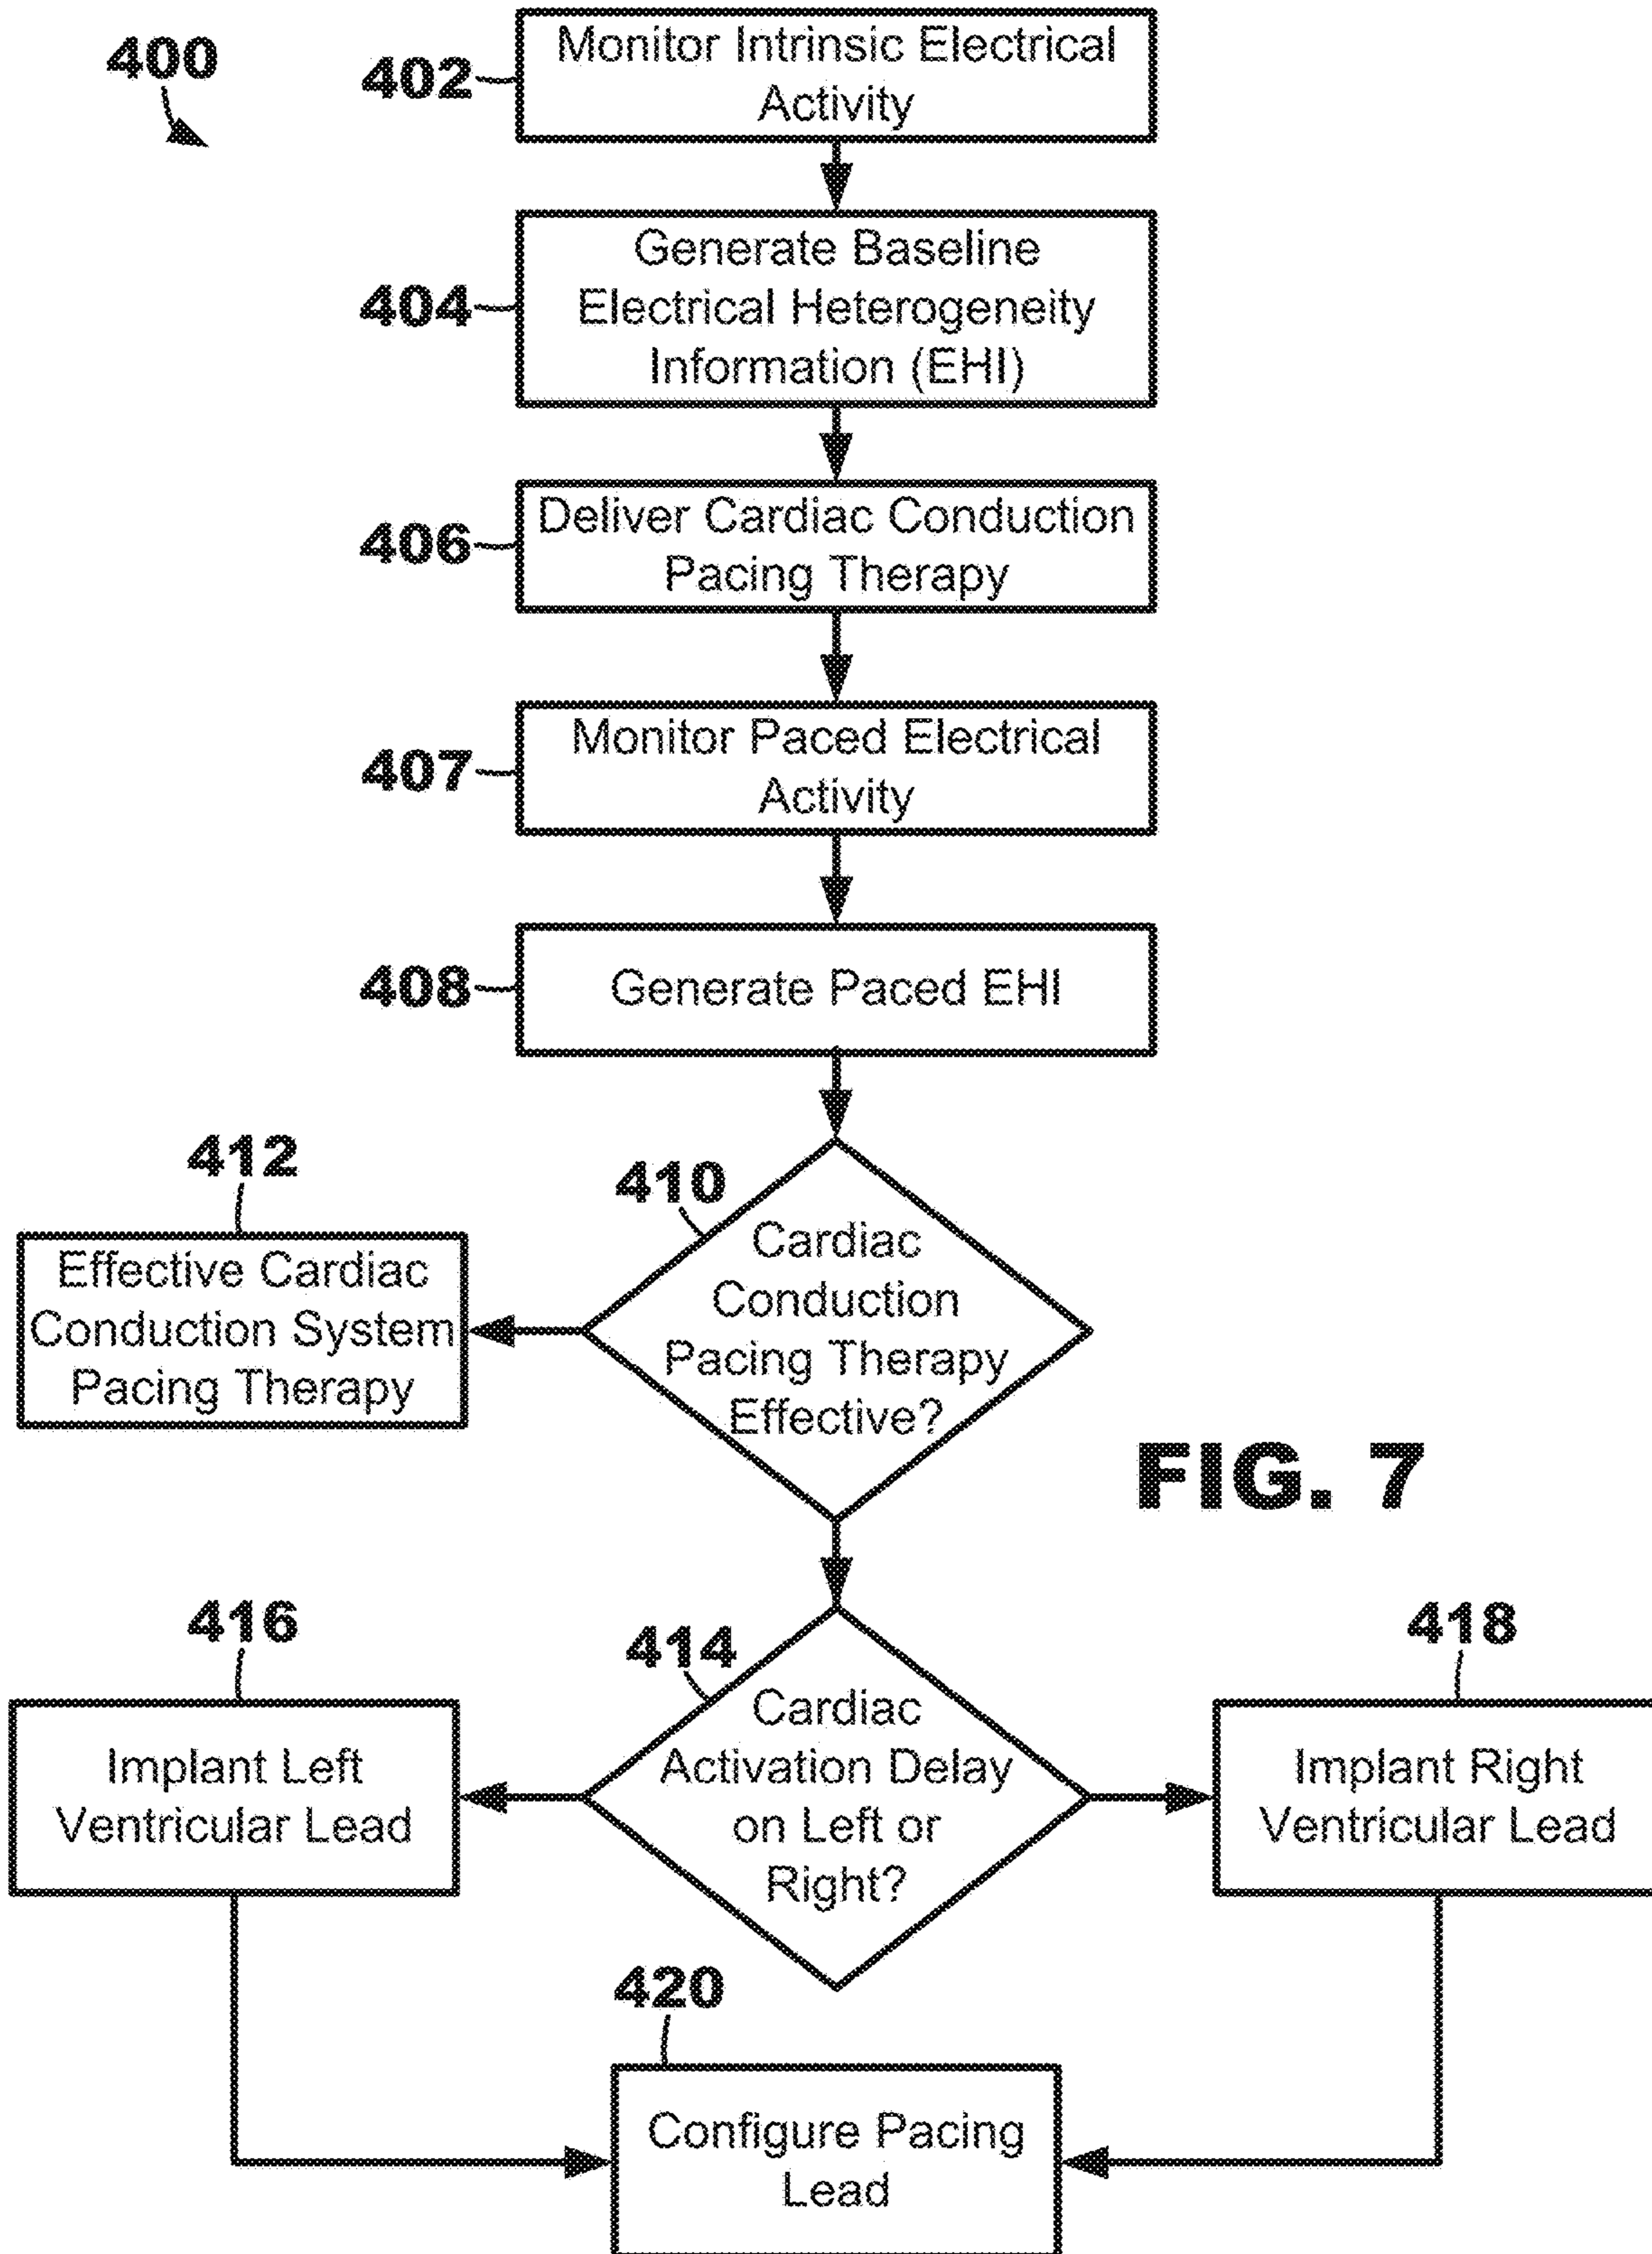 400
402
Monitor Intrinsic Electrical
Activity
404
Generate Baseline
Electrical Heterogeneity
Information (EHI)
406
Deliver Cardiac Conduction
Pacing Therapy
407
Monitor Paced Electrical
Activity
408
Generate Paced EHI
412
Effective Cardiac
Conduction System
Pacing Therapy
410
Cardiac
Conduction
Pacing Therapy
Effective?
FIG. 7
416
Implant Left
Ventricular Lead
414
Cardiac
Activation Delay
on Left or
Right?
418
Implant Right
Ventricular Lead
420
Configure Pacing
Lead